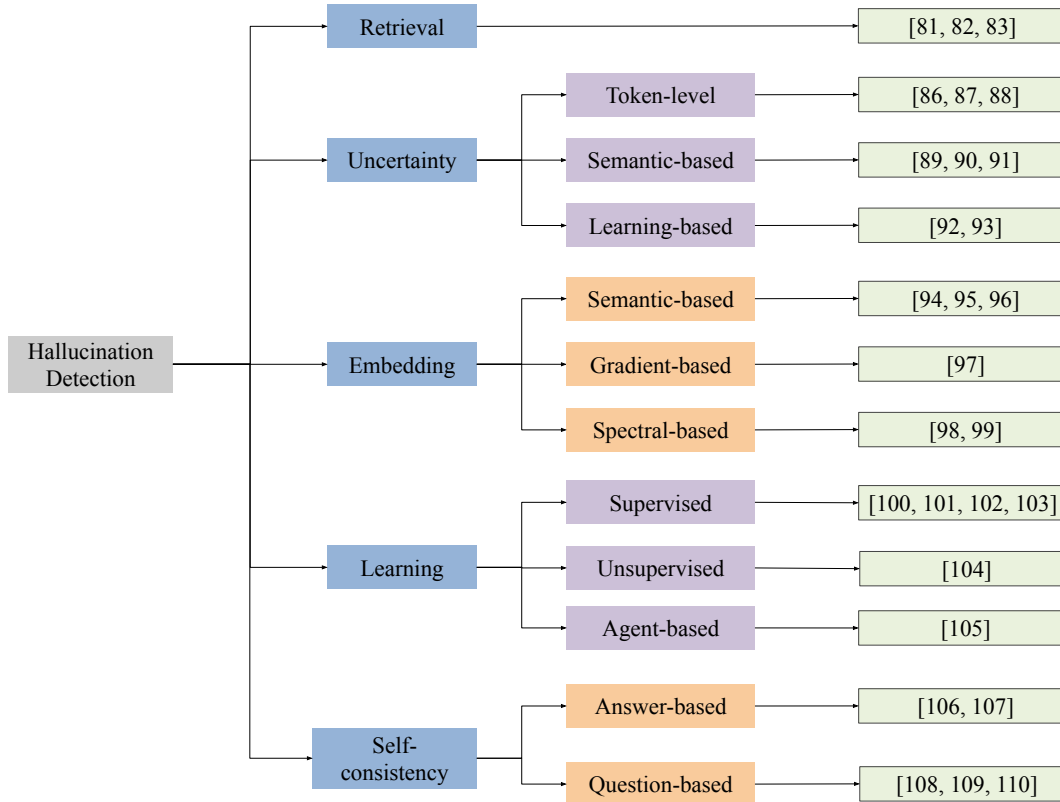 Retrieval
[81, 82, 83]
Token-level
[86, 87, 88]
Uncertainty
Semantic-based
[89, 90, 91]
Learning-based
[92, 93]
Semantic-based
[94, 95, 96]
Hallucination
Detection
Embedding
Gradient-based
[97]
Spectral-based
[98, 99]
Supervised
[100, 101, 102, 103]
Learning
Unsupervised
[104]
Agent-based
[105]
Answer-based
[106, 107]
Self-
consistency
Question-based
[108, 109, 110]